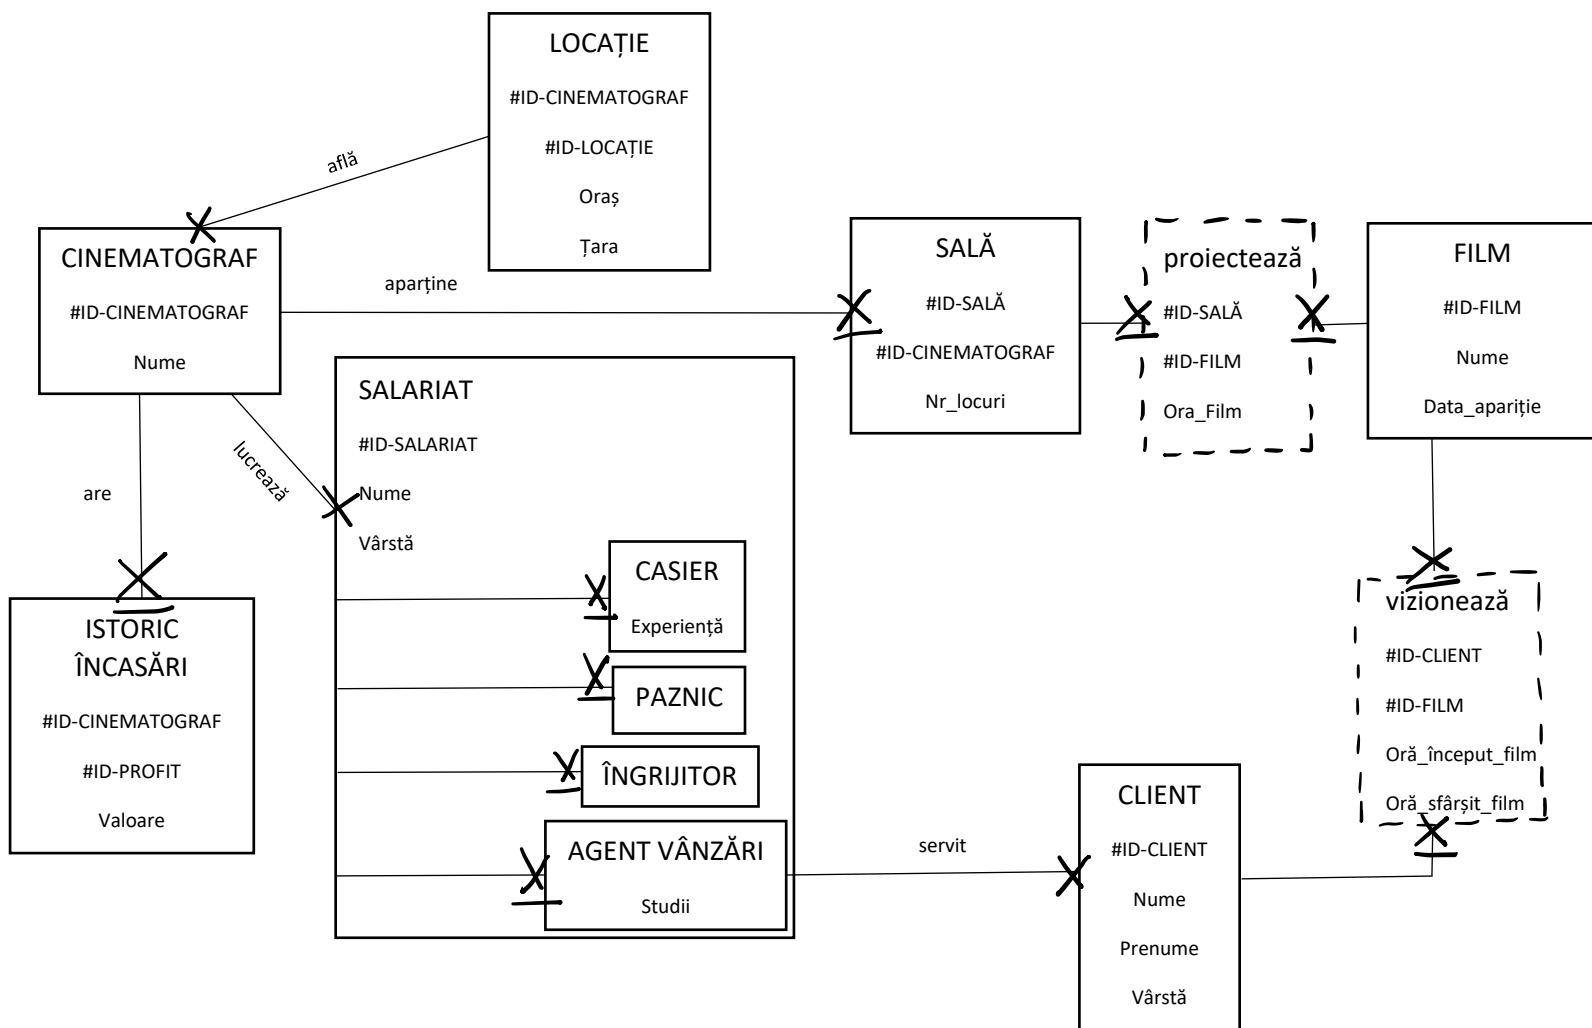 LOCAȚIE
#ID-CINEMATOGRAF
#ID-LOCAȚIE
Oraș
Țara
află
CINEMATOGRAF
#ID-CINEMATOGRAF
Nume
aparține
SALĂ
#ID-SALĂ
#ID-CINEMATOGRAF
Nr_locuri
proiectează
#ID-SALĂ
#ID-FILM
Ora_Film
FILM
#ID-FILM
Nume
Data_apariție
lucrează
are
SALARIAT
#ID-SALARIAT
Nume
Vârstă
CASIER
Experiență
PAZNIC
ÎNGRIJITOR
AGENT VÂNZĂRI
Studii
ISTORIC
ÎNCASĂRI
#ID-CINEMATOGRAF
#ID-PROFIT
Valoare
servit
CLIENT
#ID-CLIENT
Nume
Prenume
Vârstă
vizionează
#ID-CLIENT
#ID-FILM
Oră_început_film
Oră_sfârșit_film